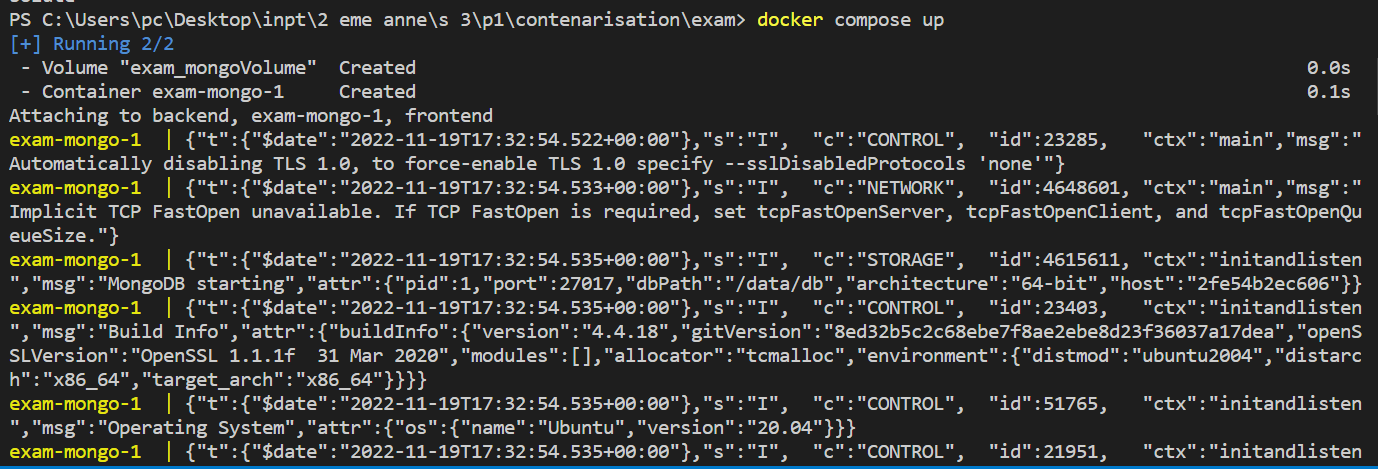 PS C:\Users\pc\Desktop\inpt\2 eme anne\s 3\p1\contenarisation\exam> docker compose up
[+] Running 2/2
 - Volume "exam_mongoVolume"  Created 0.0s
 - Container exam-mongo-1     Created 0.1s
Attaching to backend, exam-mongo-1, frontend
exam-mongo-1  | {"t":{"$date":"2022-11-19T17:32:54.522+00:00"},"s":"I",  "c":"CONTROL",  "id":23285,   "ctx":"main","msg":"
Automatically disabling TLS 1.0, to force-enable TLS 1.0 specify --sslDisabledProtocols 'none'"}
exam-mongo-1  | {"t":{"$date":"2022-11-19T17:32:54.533+00:00"},"s":"I",  "c":"NETWORK",  "id":4648601, "ctx":"main","msg":"
Implicit TCP FastOpen unavailable. If TCP FastOpen is required, set tcpFastOpenServer, tcpFastOpenClient, and tcpFastOpenQu
eueSize."}
exam-mongo-1  | {"t":{"$date":"2022-11-19T17:32:54.535+00:00"},"s":"I",  "c":"STORAGE",  "id":4615611, "ctx":"initandlisten
","msg":"MongoDB starting","attr":{"pid":1,"port":27017,"dbPath":"/data/db","architecture":"64-bit","host":"2fe54b2ec606"}}
exam-mongo-1  | {"t":{"$date":"2022-11-19T17:32:54.535+00:00"},"s":"I",  "c":"CONTROL",  "id":23403,   "ctx":"initandlisten
","msg":"Build Info","attr":{"buildInfo":{"version":"4.4.18","gitVersion":"8ed32b5c2c68ebe7f8ae2ebe8d23f36037a17dea","openS
SLVersion":"OpenSSL 1.1.1f  31 Mar 2020","modules":[],"allocator":"tcmalloc","environment":{"distmod":"ubuntu2004","distarc
h":"x86_64","target_arch":"x86_64"}}}}
exam-mongo-1  | {"t":{"$date":"2022-11-19T17:32:54.535+00:00"},"s":"I",  "c":"CONTROL",  "id":51765,   "ctx":"initandlisten
","msg":"Operating System","attr":{"os":{"name":"Ubuntu","version":"20.04"}}}
exam-mongo-1  | {"t":{"$date":"2022-11-19T17:32:54.535+00:00"},"s":"I",  "c":"CONTROL",  "id":21951,   "ctx":"initandlisten